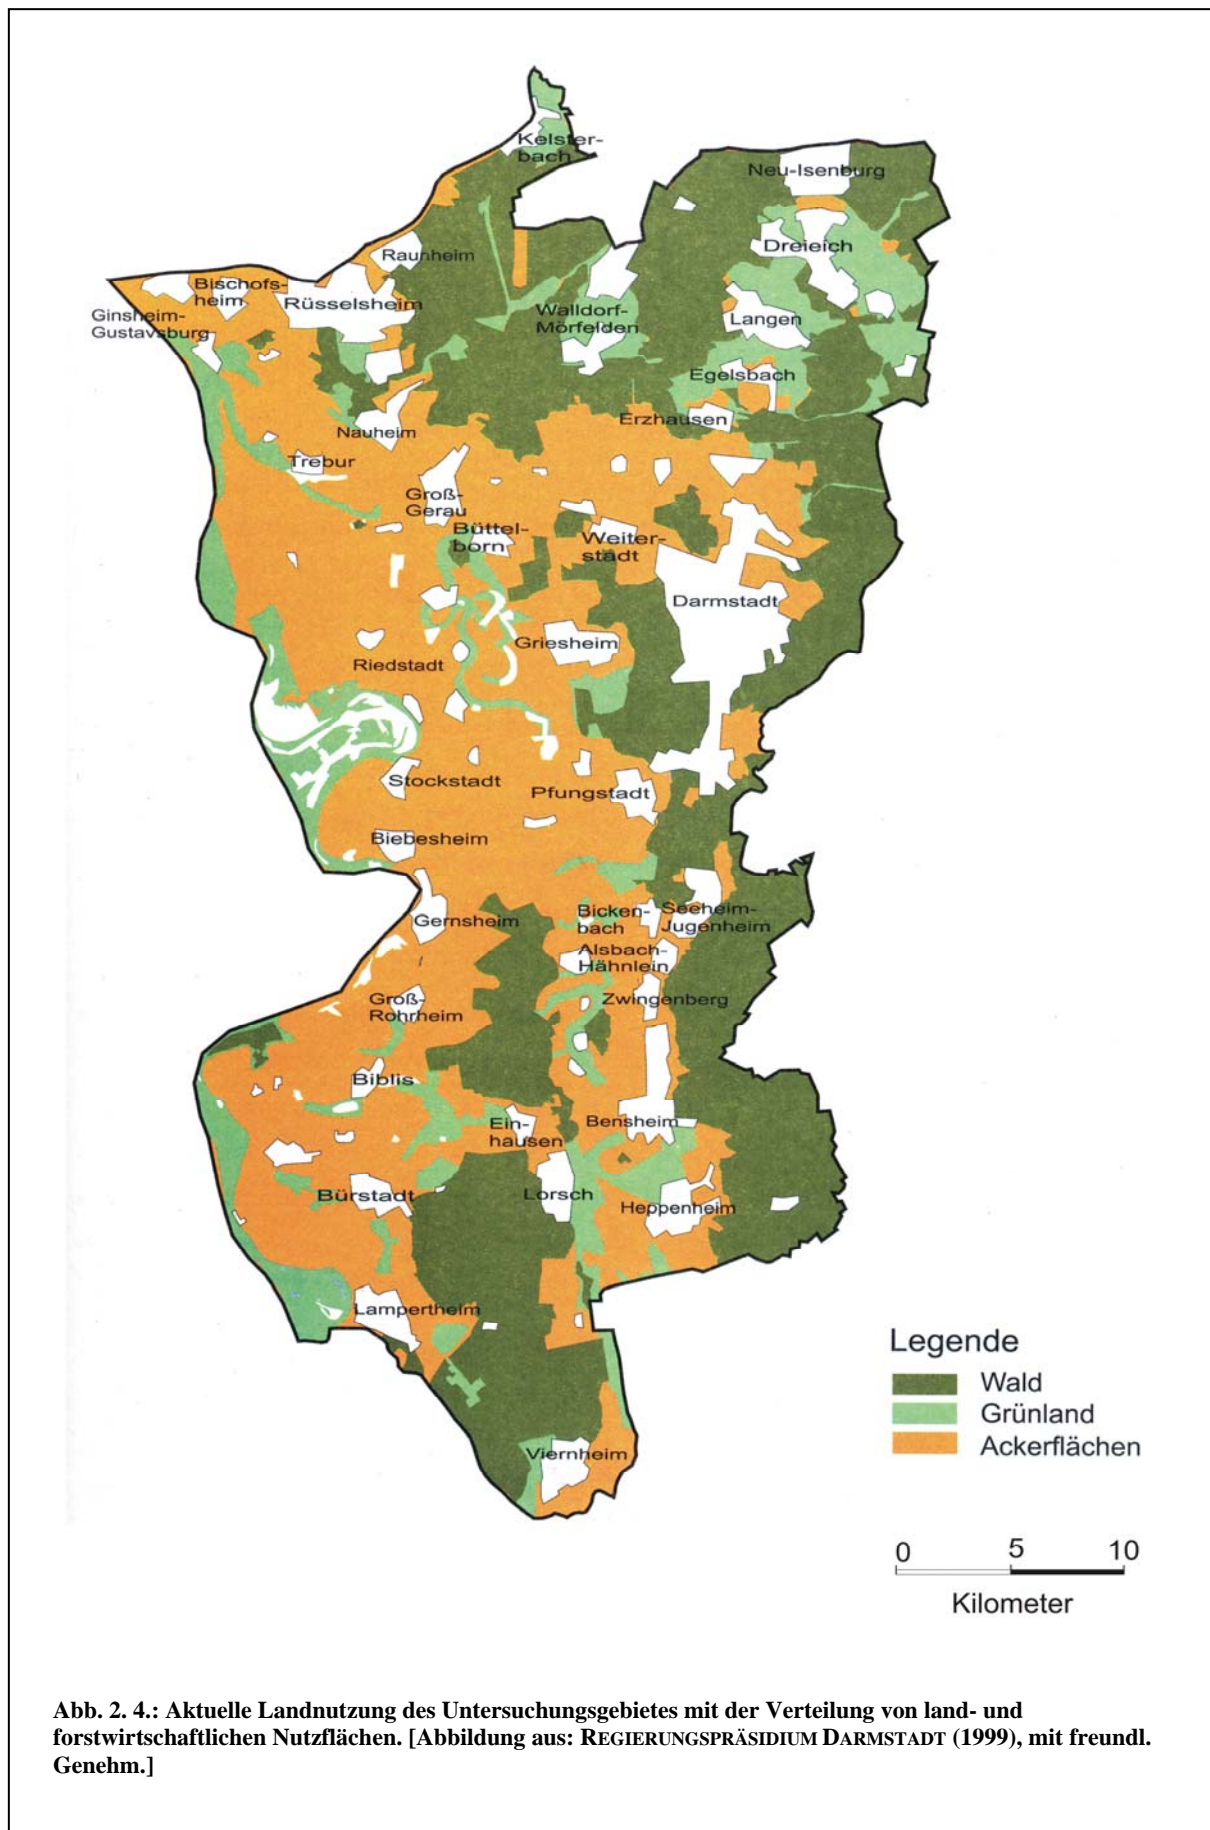 Kelster-
bach
Neu-Isenburg
Dreieich
Raunheim
Bischofs-
heim
Rüsselsheim
Ginsheim-
Gustavsburg
Walldorf-
Mörfelden
Langen
Egelsbach
Erzhausen
Nauheim
Trebur
Groß-
Gerau
Büttel-
born
Weiter-
stadt
Darmstadt
Griesheim
Riedstadt
Stockstadt
Pfungstadt
Biebesheim
Gernsheim
Bicken-
bach
Seeheim-
Jugenheim
Alsbach-
Hähnlein
Zwingenberg
Groß-
Rohrheim
Biblis
Ein-
hausen
Bensheim
Bürstadt
Lorsch
Heppenheim
Lampertheim
Viernheim
Legende
Wald
Grünland
Ackerflächen
0 5 10
Kilometer
Abb. 2. 4.: Aktuelle Landnutzung des Untersuchungsgebietes mit der Verteilung von land- und
forstwirtschaftlichen Nutzflächen. [Abbildung aus: REGIERUNGSPRÄSIDIUM DARMSTADT (1999), mit freundl.
Genehm.]